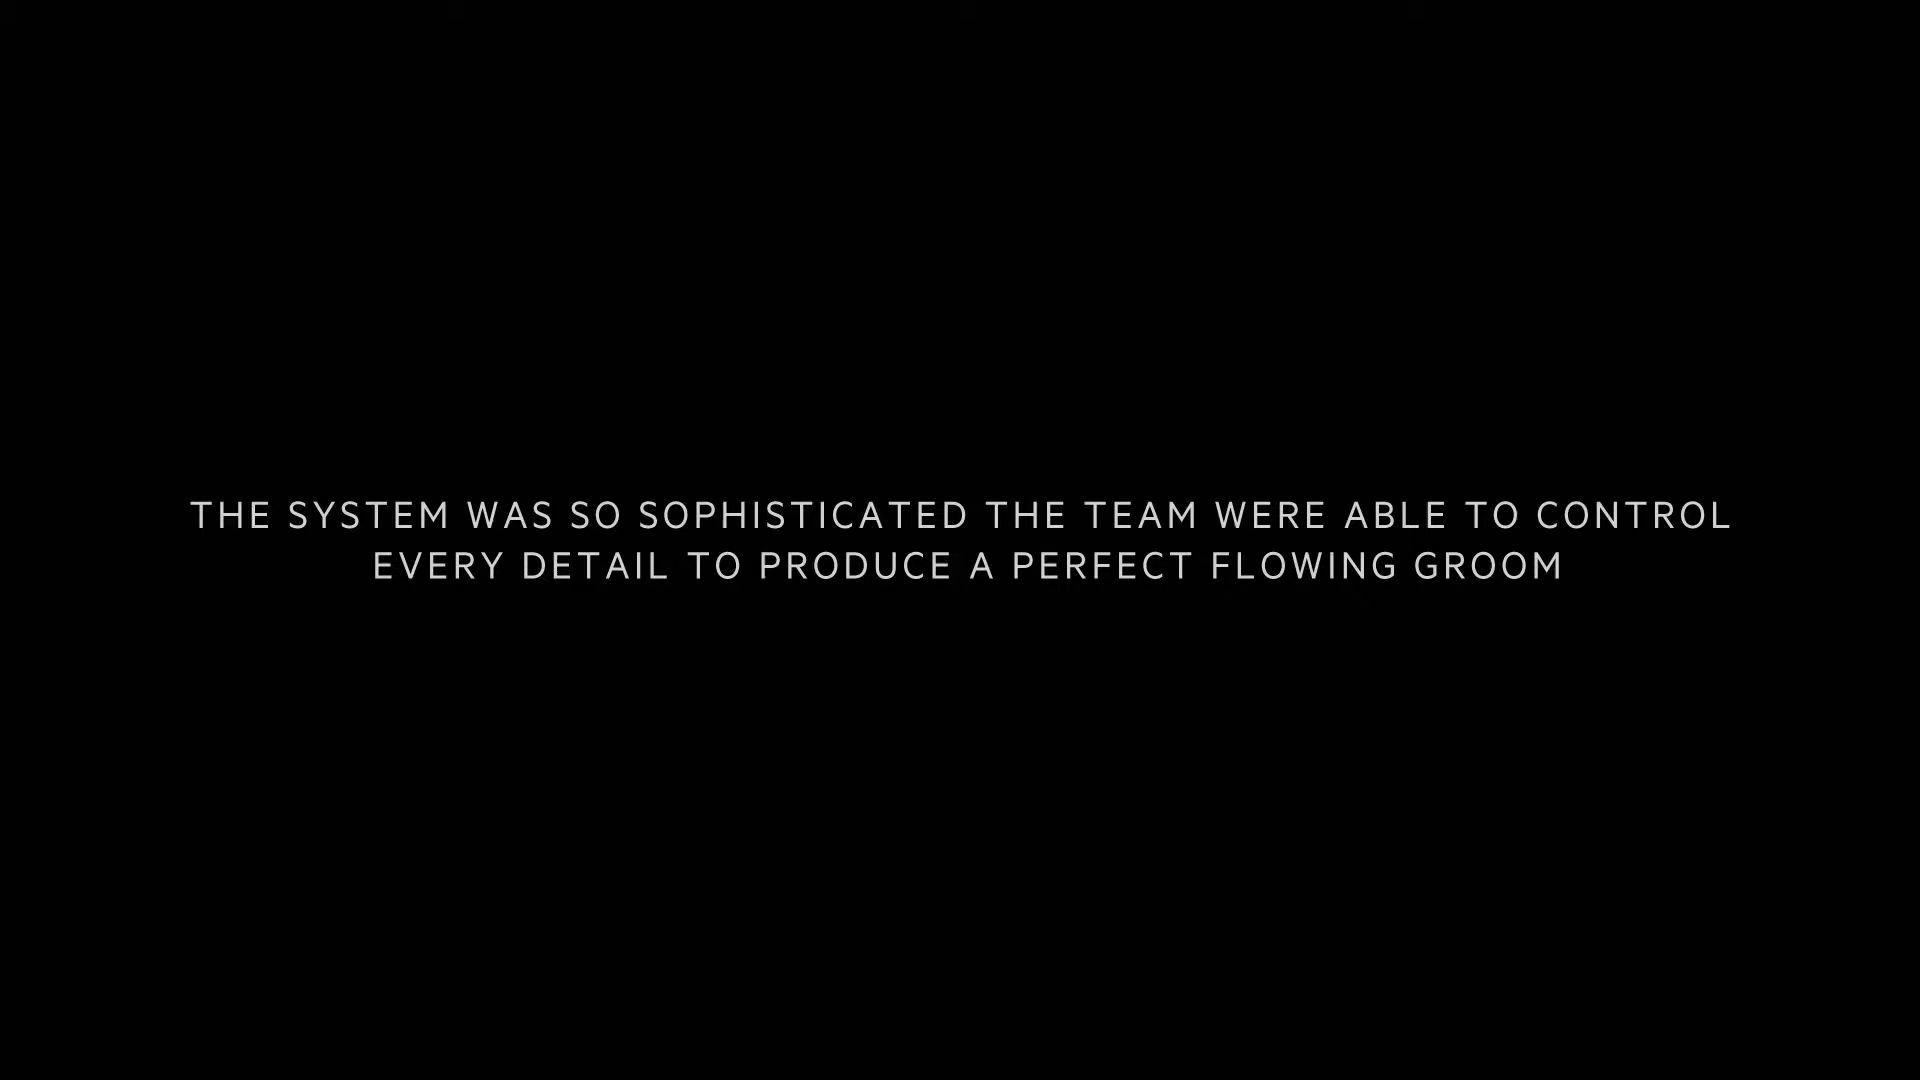 THE SYSTEM WAS SO SOPHISTICATED THE TEAM WERE ABLE TO CONTROL
EVERY DETAIL TO PRODUCE A PERFECT FLOWING GROOM